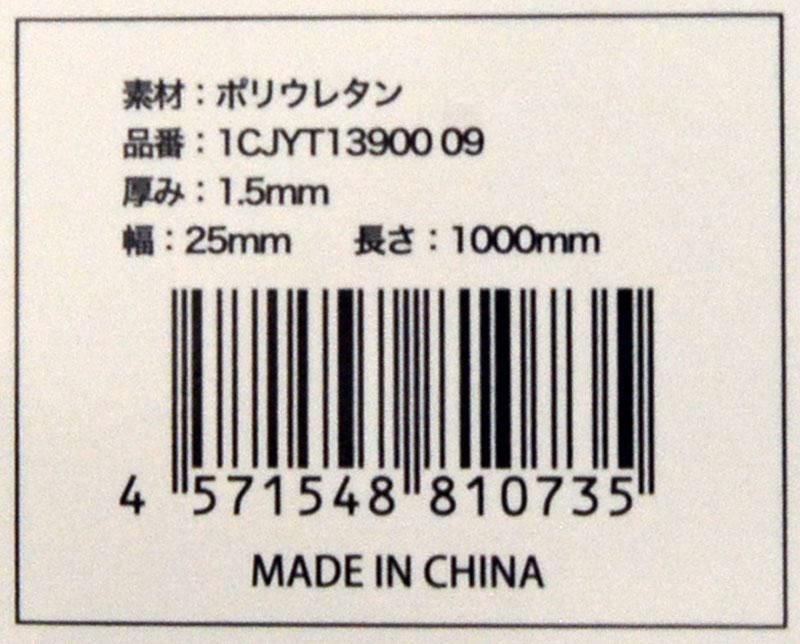 素材：ポリウレタン
品番：1CJYT13900 09
厚み：1.5mm
幅：25mm　長さ：1000mm
4 571548 810735
MADE IN CHINA